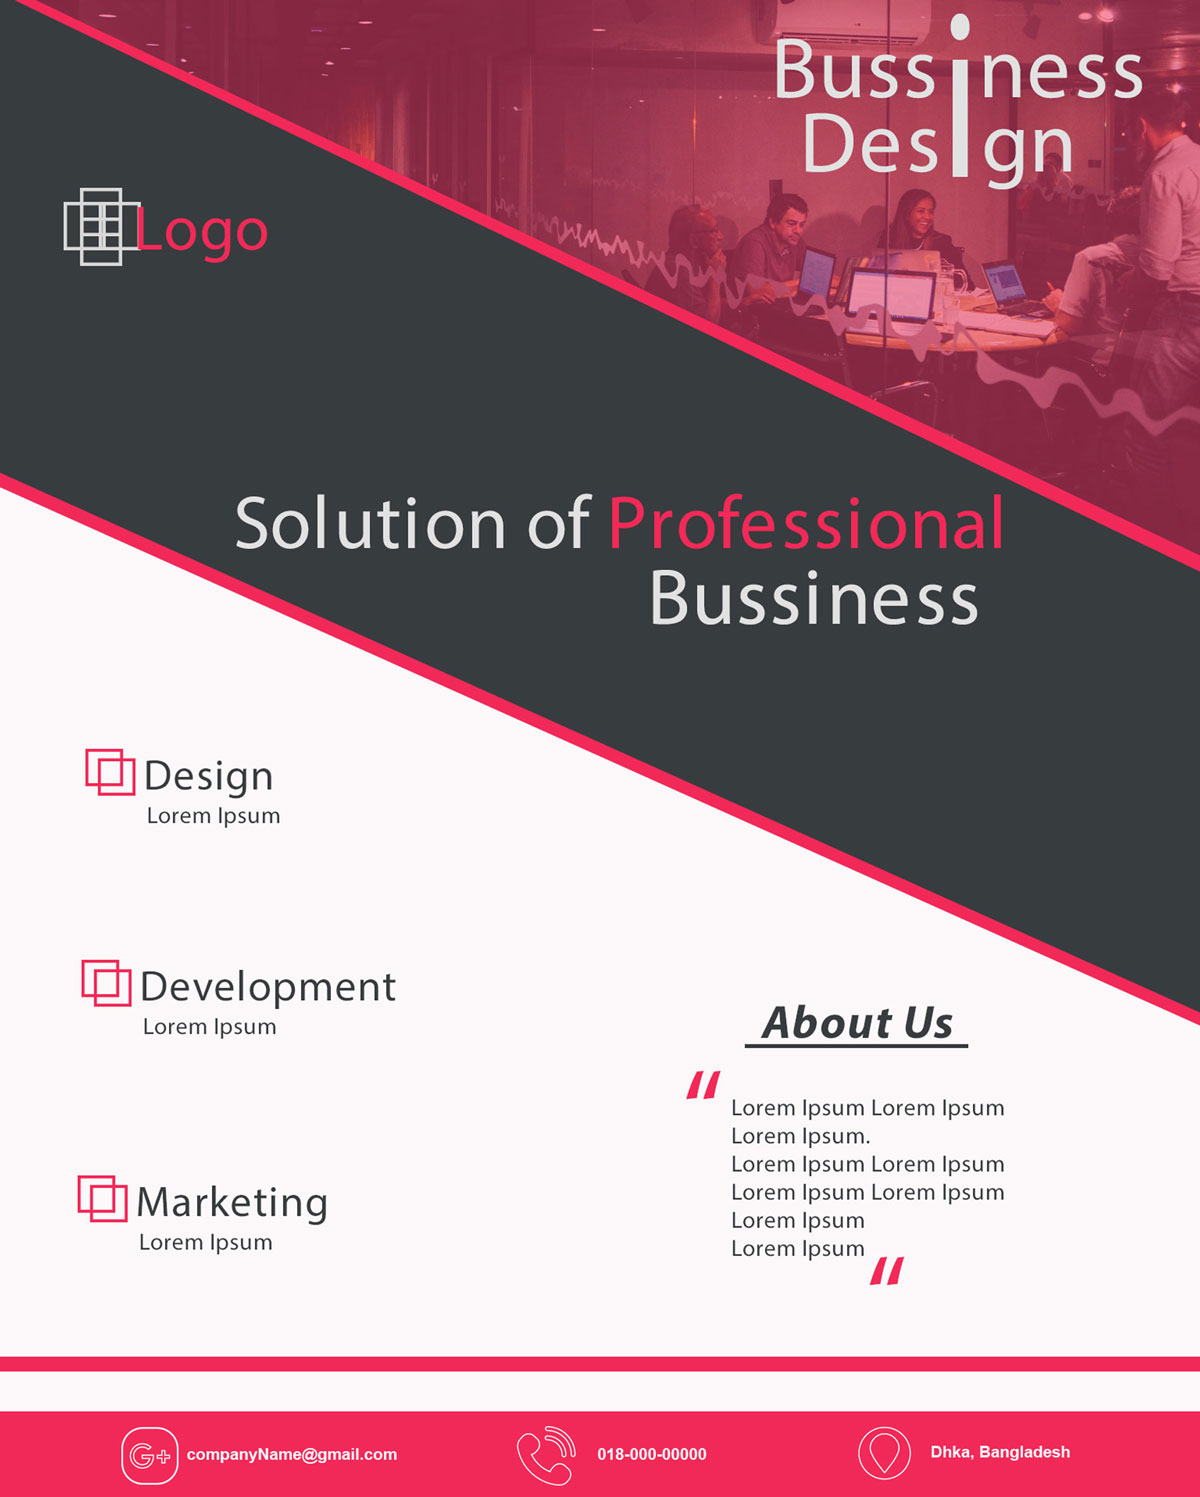 Bussiness
Design
Logo
Solution of Professional
Bussiness
Design
Lorem Ipsum
Development
Lorem Ipsum
Marketing
Lorem Ipsum
About Us
"
Lorem Ipsum Lorem Ipsum
Lorem Ipsum.
Lorem Ipsum Lorem Ipsum
Lorem Ipsum Lorem Ipsum
Lorem Ipsum
Lorem Ipsum
"
G+ companyName@gmail.com
018-000-00000
Dhka, Bangladesh